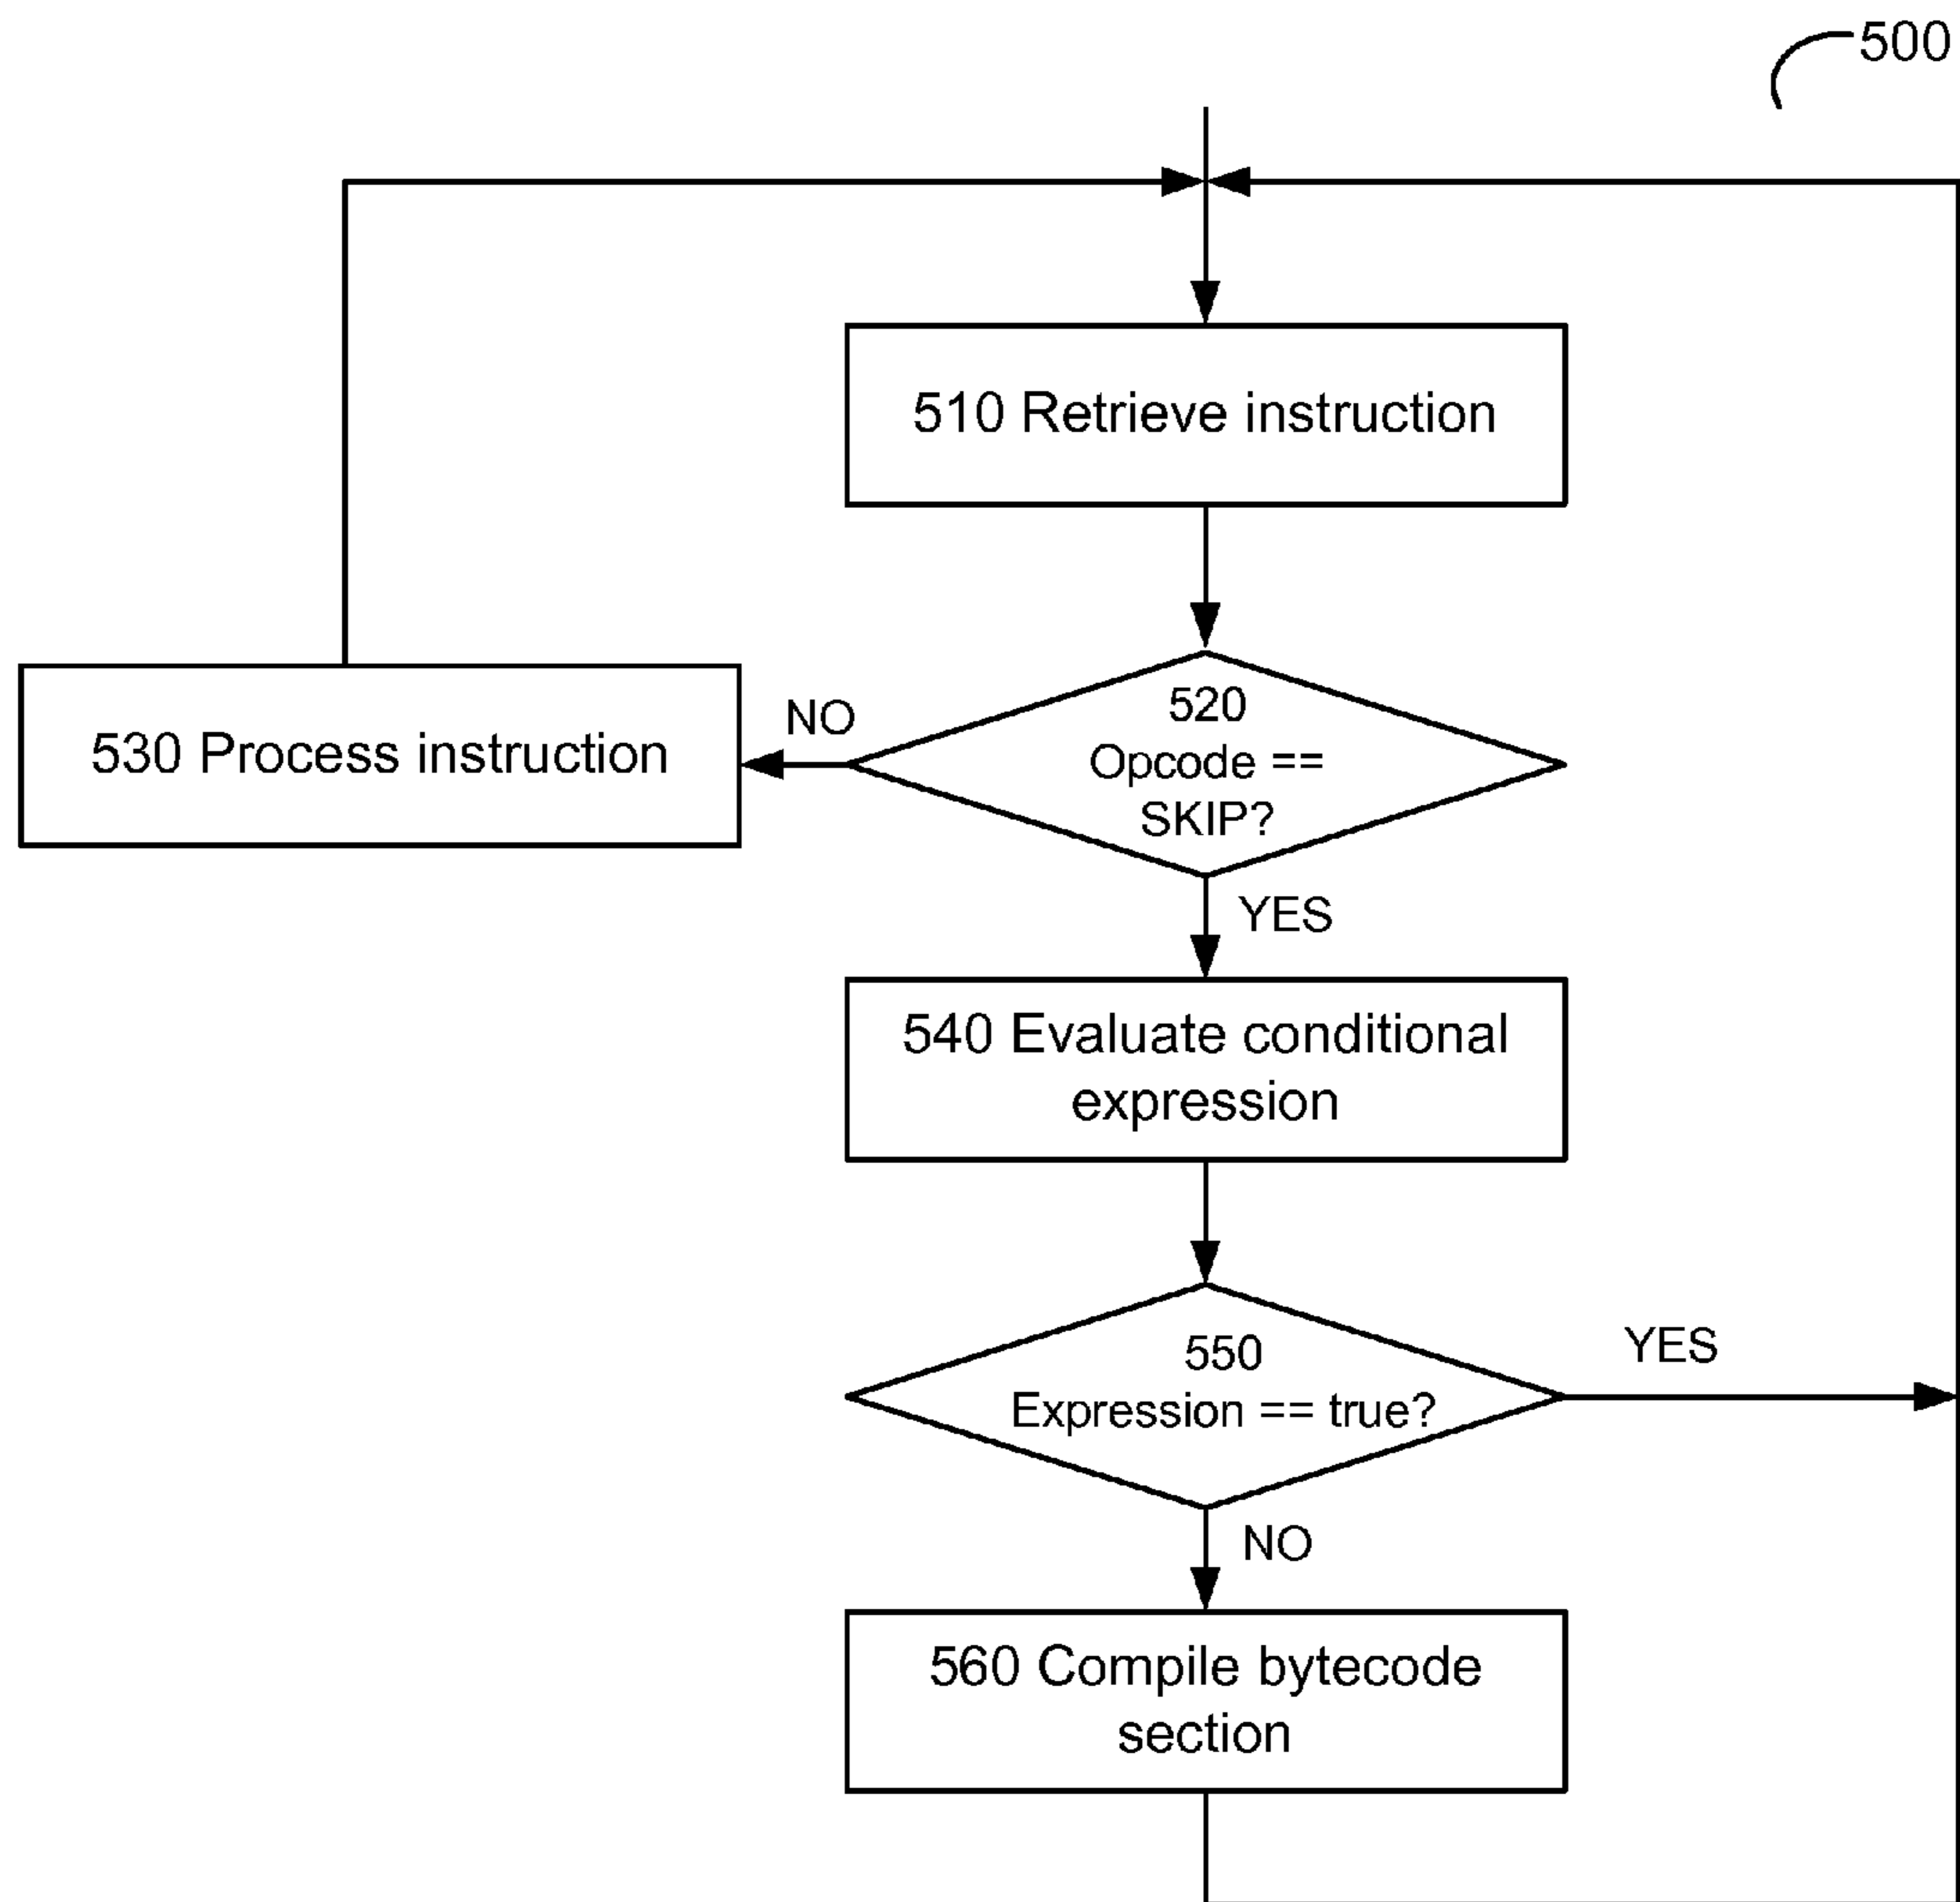 500
510 Retrieve instruction
520
Opcode ==
SKIP?
NO
530 Process instruction
YES
540 Evaluate conditional
expression
550
Expression == true?
YES
NO
560 Compile bytecode
section